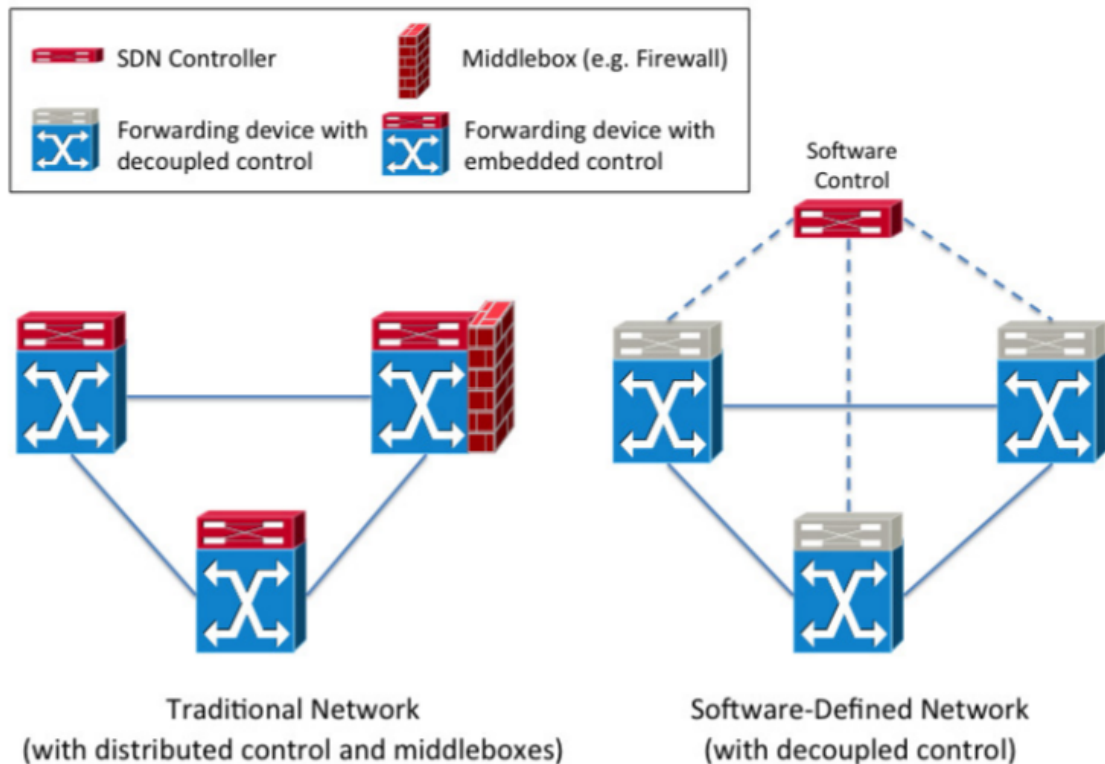 SDN Controller
Middlebox (e.g. Firewall)
Forwarding device with
decoupled control
Forwarding device with
embedded control
Software
Control
Traditional Network
(with distributed control and middleboxes)
Software-Defined Network
(with decoupled control)